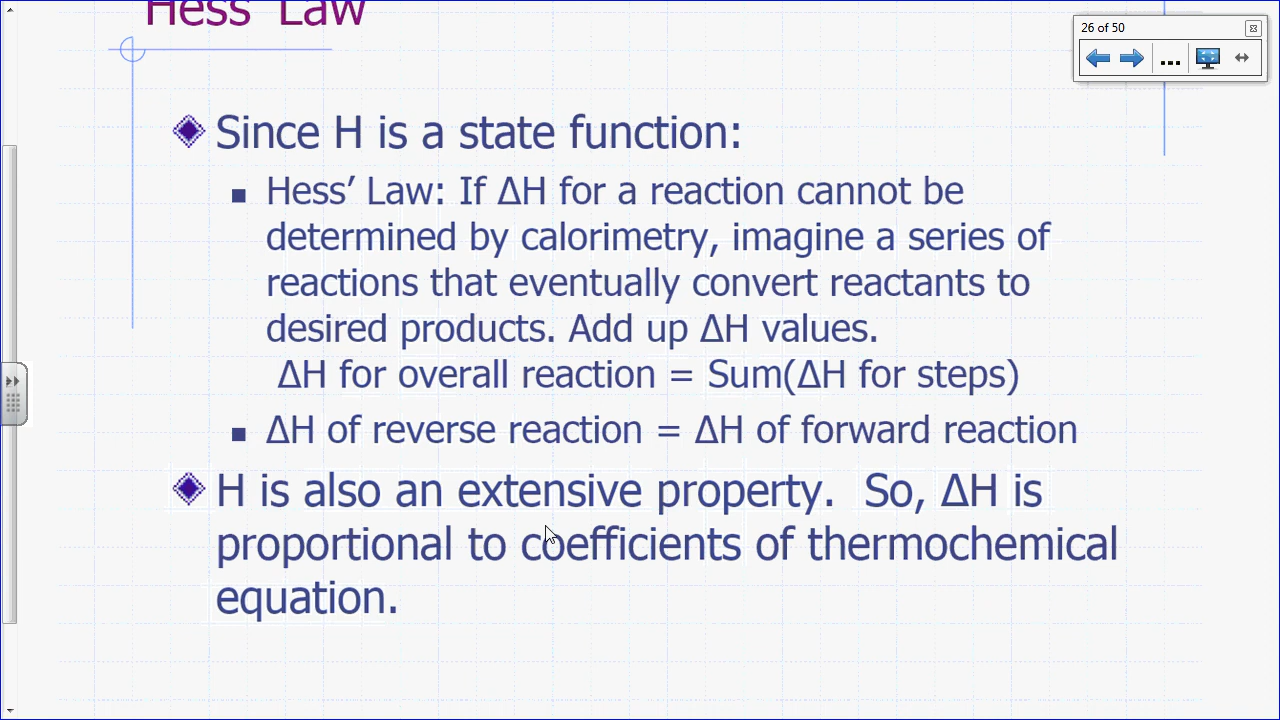 Hess' Law
26 of 50
Since H is a state function:
Hess’ Law: If ΔH for a reaction cannot be
determined by calorimetry, imagine a series of
reactions that eventually convert reactants to
desired products. Add up ΔH values.
ΔH for overall reaction = Sum(ΔH for steps)
ΔH of reverse reaction = ΔH of forward reaction
H is also an extensive property.  So, ΔH is
proportional to coefficients of thermochemical
equation.